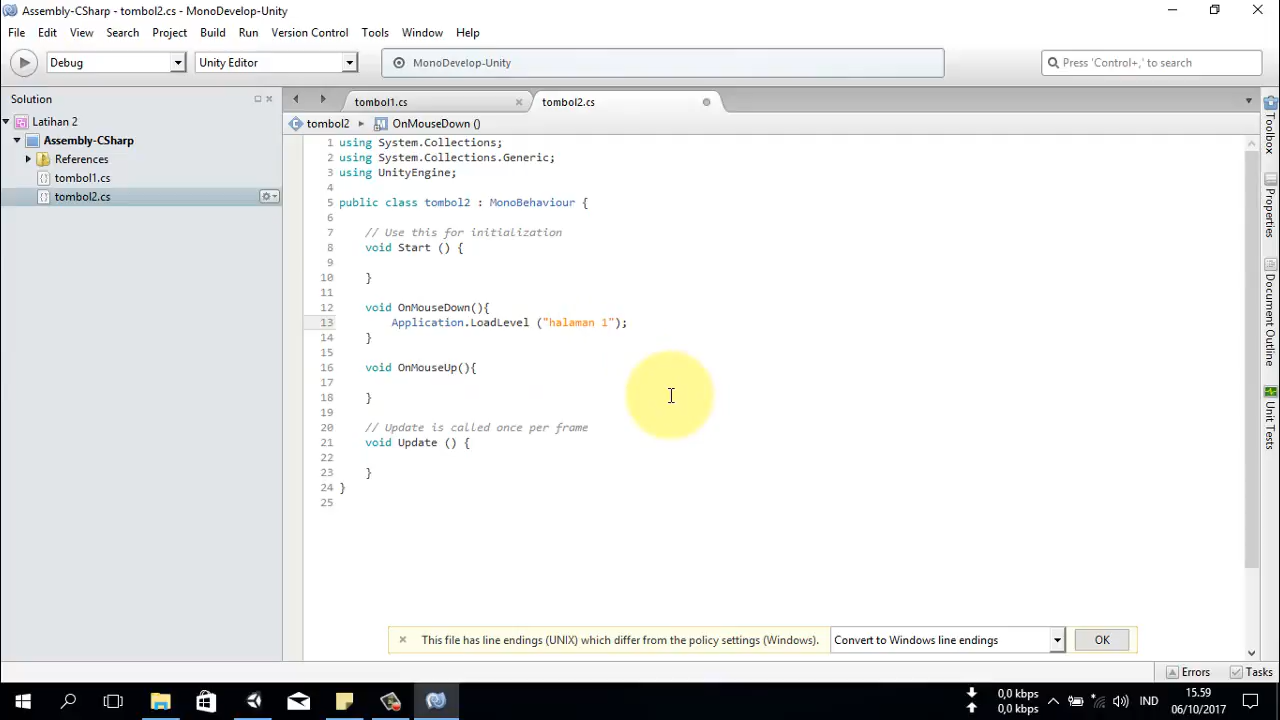 Assembly-CSharp - tombol2.cs - MonoDevelop-Unity
File Edit View Search Project Build Run Version Control Tools Window Help
Debug Unity Editor MonoDevelop-Unity Press 'Control+,' to search
Solution
Latihan 2
Assembly-CSharp
References
tombol1.cs
tombol2.cs
tombol1.cs tombol2.cs
tombol2 OnMouseDown ()
1 using System.Collections;
2 using System.Collections.Generic;
3 using UnityEngine;
4
5 public class tombol2 : MonoBehaviour {
6
7 // Use this for initialization
8 void Start () {
9
10 }
11
12 void OnMouseDown(){
13 Application.LoadLevel ("halaman 1");
14 }
15
16 void OnMouseUp(){
17
18 }
19
20 // Update is called once per frame
21 void Update () {
22
23 }
24 }
25
Toolbox
Properties
Document Outline
Unit Tests
This file has line endings (UNIX) which differ from the policy settings (Windows). Convert to Windows line endings OK
Errors Tasks
0,0 kbps
0,0 kbps
IND
15.59
06/10/2017